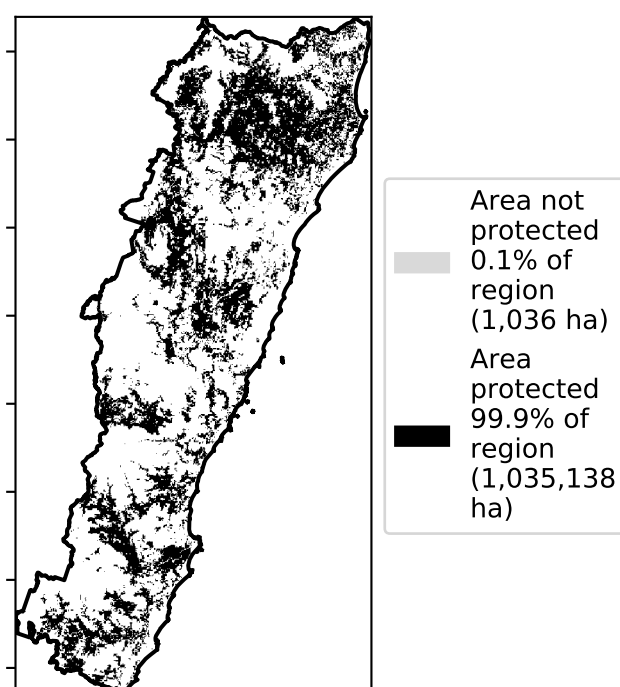 Area not
protected
0.1% of
region
(1,036 ha)
Area
protected
99.9% of
region
(1,035,138
ha)